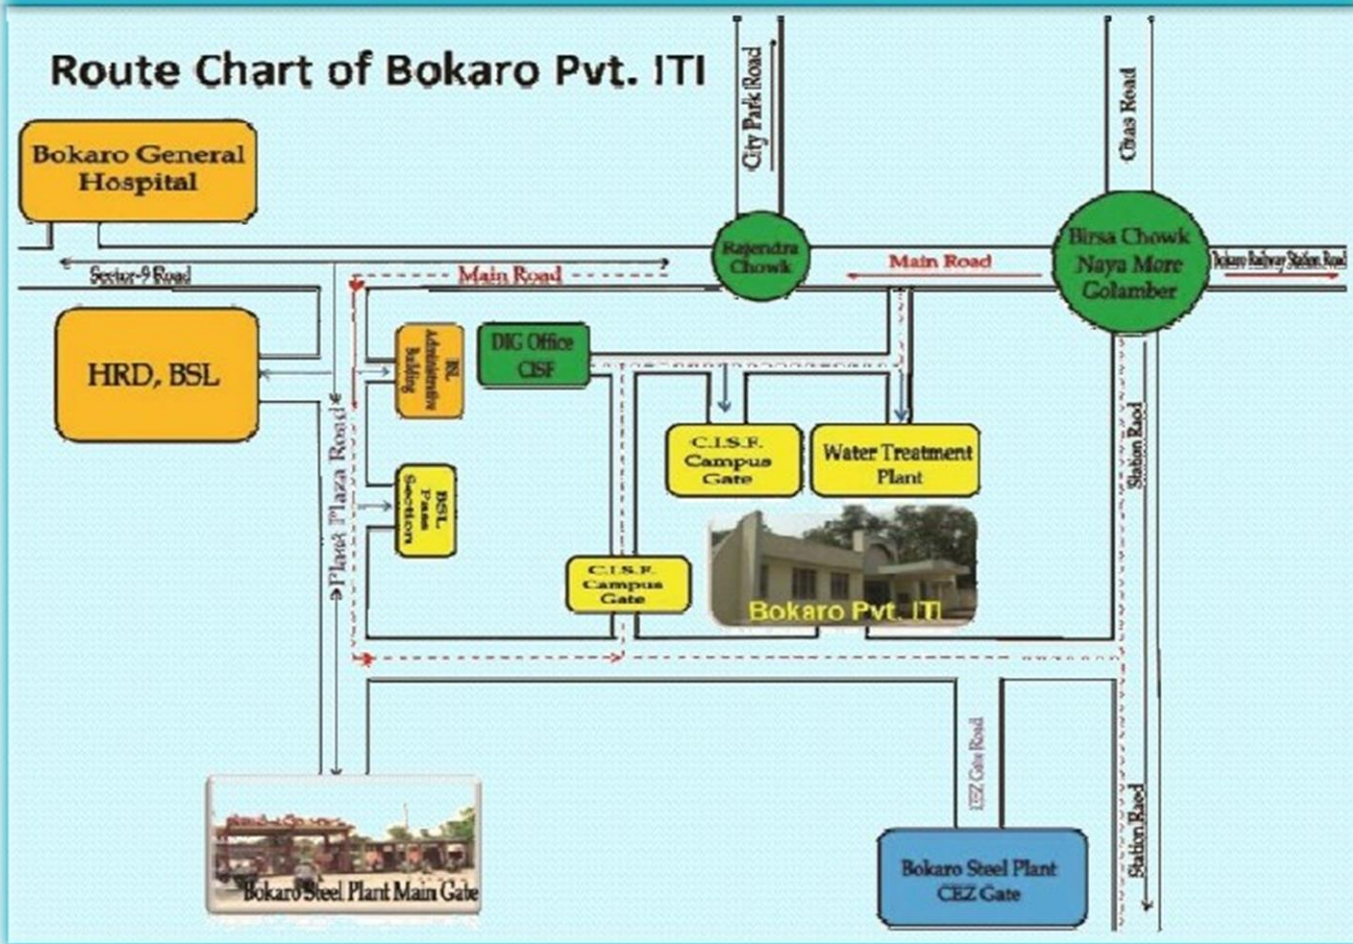 Route Chart of Bokaro Pvt. ITI
City Park Road
Chas Road
Bokaro General
Hospital
Rajendra
Chowk
Birsa Chowk
Naya More
Golamber
Sector-9 Road
Main Road
Main Road
Bokaro Railway Station Road
HRD, BSL
BSL
Administrative
Building
DIG Office
CISF
C.I.S.F.
Campus
Gate
Water Treatment
Plant
Station Raod
Plaza Road
BSL
Pass
Section
C.I.S.F.
Campus
Gate
Bokaro Pvt. ITI
CEZ Gate Road
Station Raod
Bokaro Steel Plant Main Gate
Bokaro Steel Plant
CEZ Gate